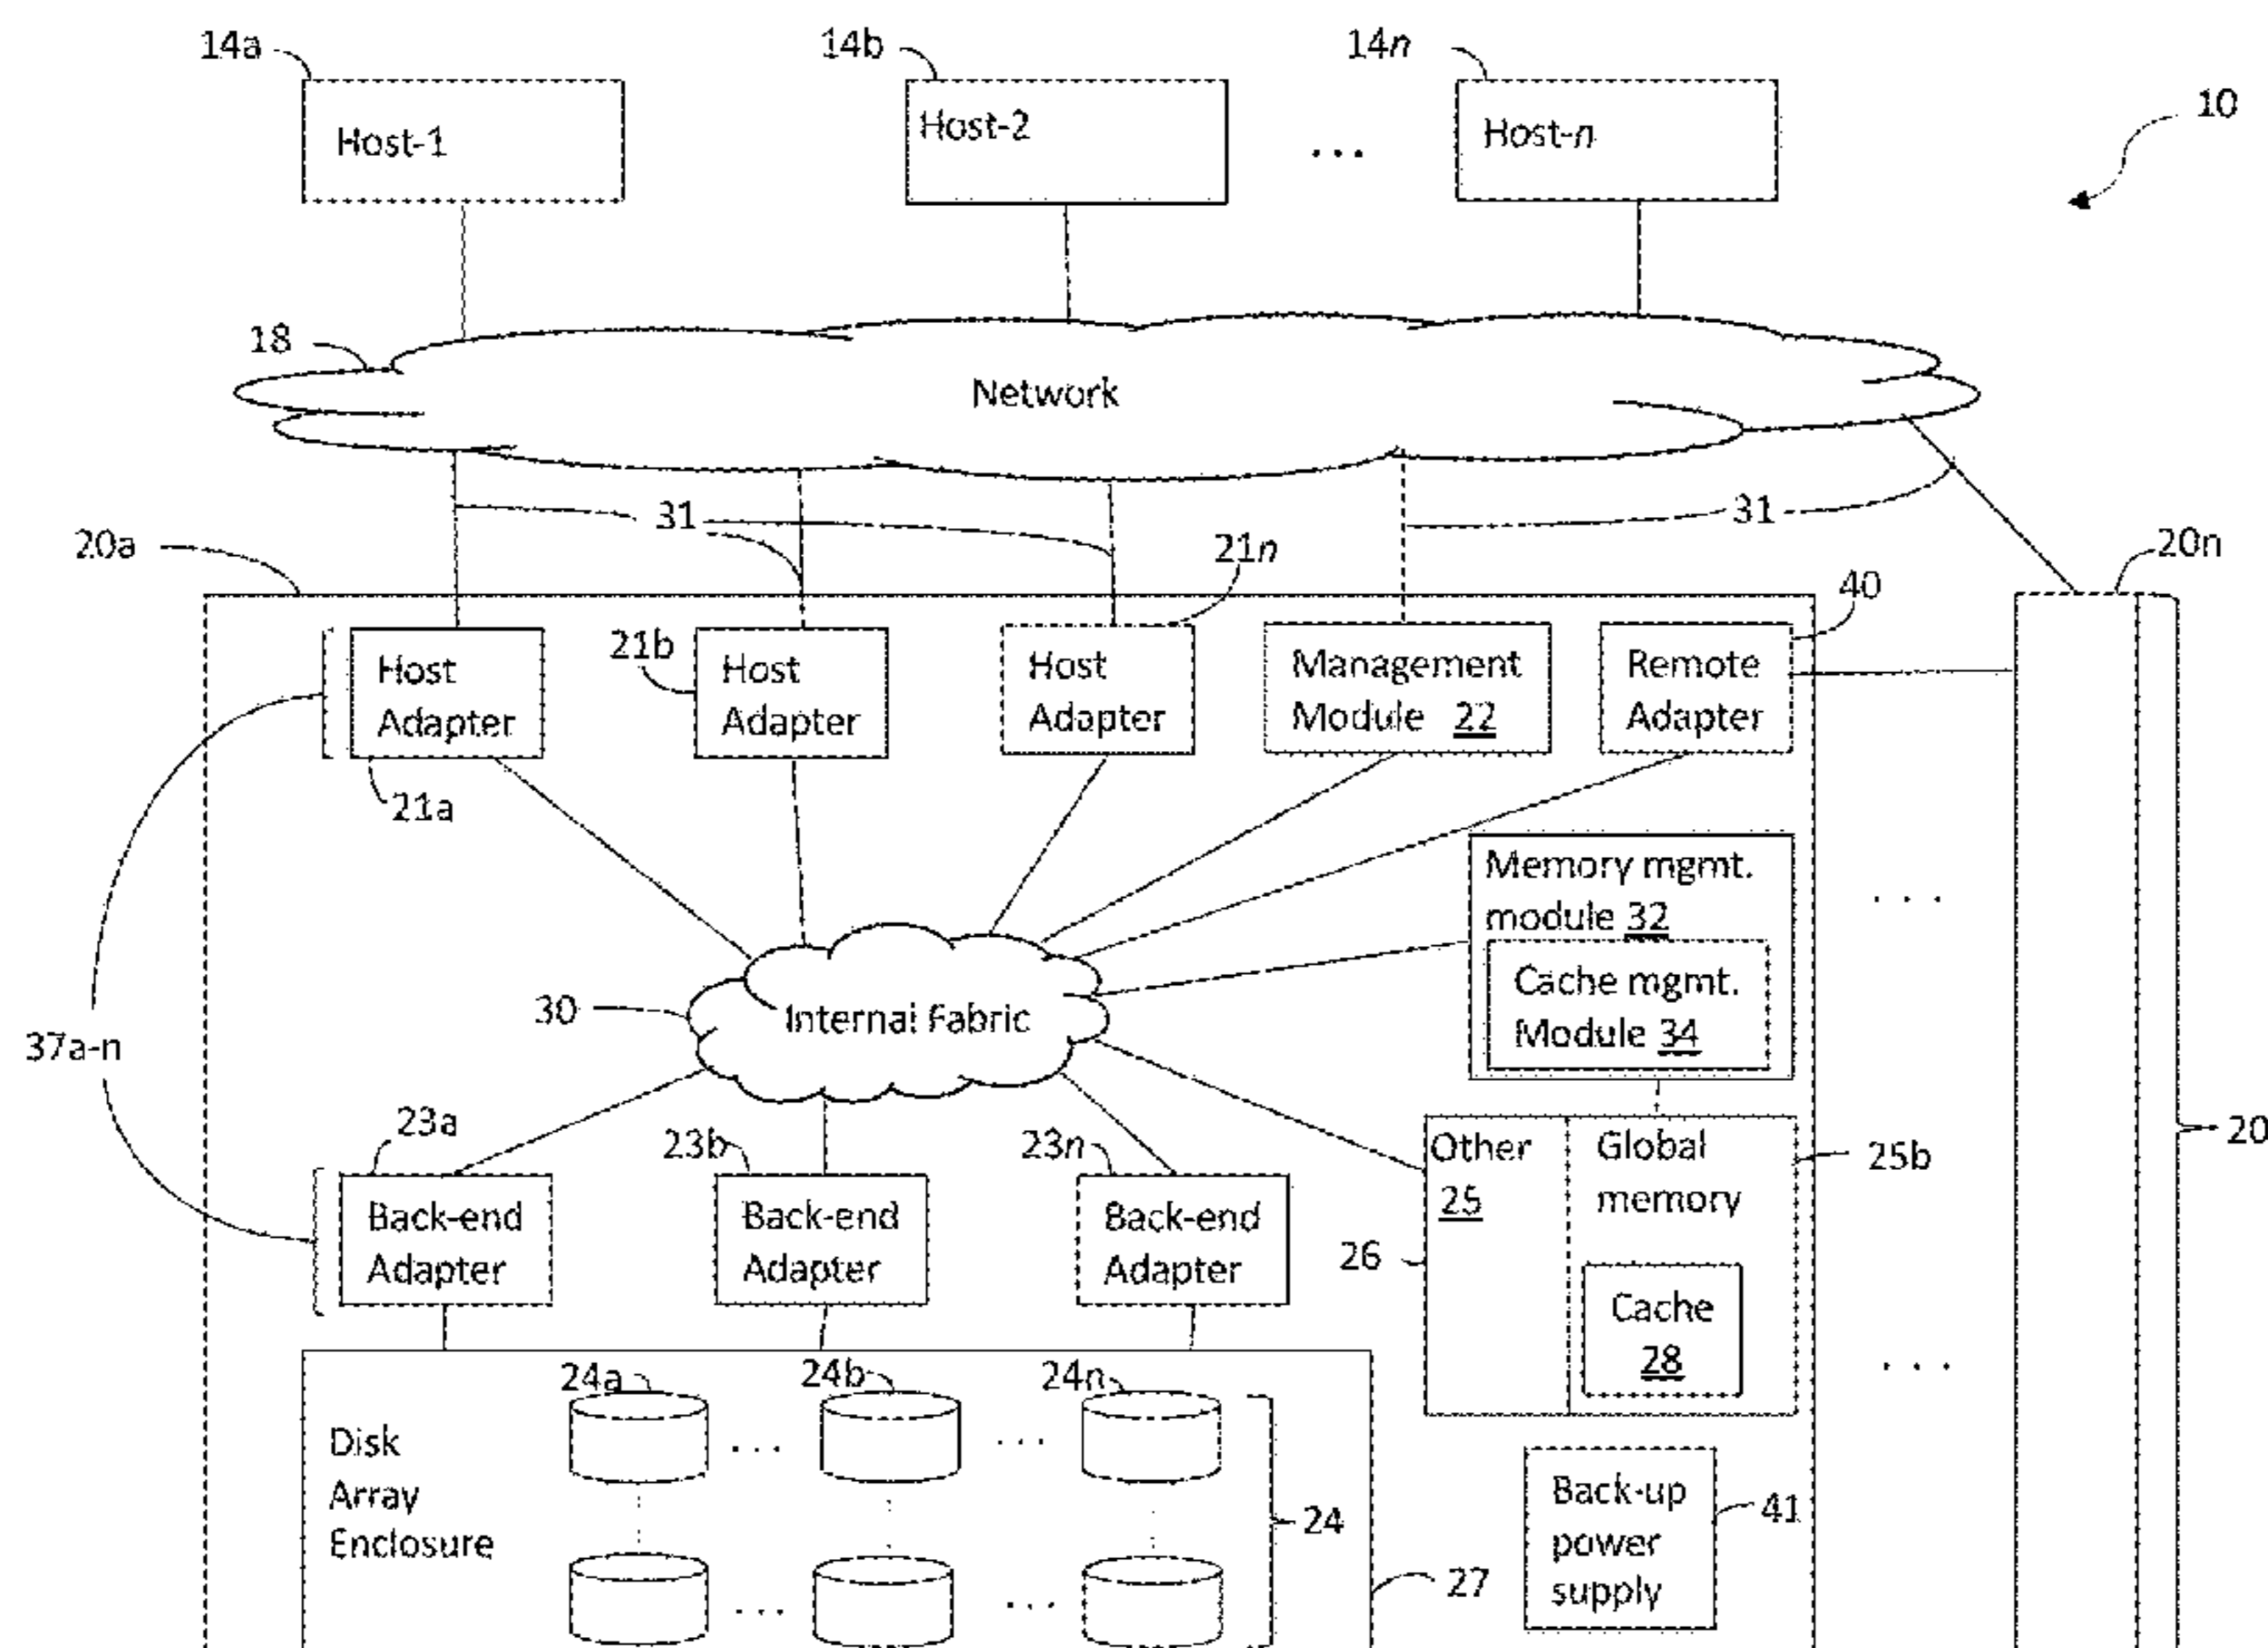 14a
14b
14n
10
Host-1
Host-2
...
Host-n
18
Network
31
31
20a
21n
20n
40
Host
Adapter
21b
Host
Adapter
Host
Adapter
Management
Module 22
Remote
Adapter
21a
Memory mgmt.
module 32
...
Cache mgmt.
Module 34
30
Internal Fabric
37a-n
23a
23b
23n
Other
25
Global
memory
25b
20
Back-end
Adapter
Back-end
Adapter
Back-end
Adapter
26
Cache
28
24a
24b
24n
...
Disk
Array
Enclosure
...
...
24
Back-up
power
supply
41
27
...
...